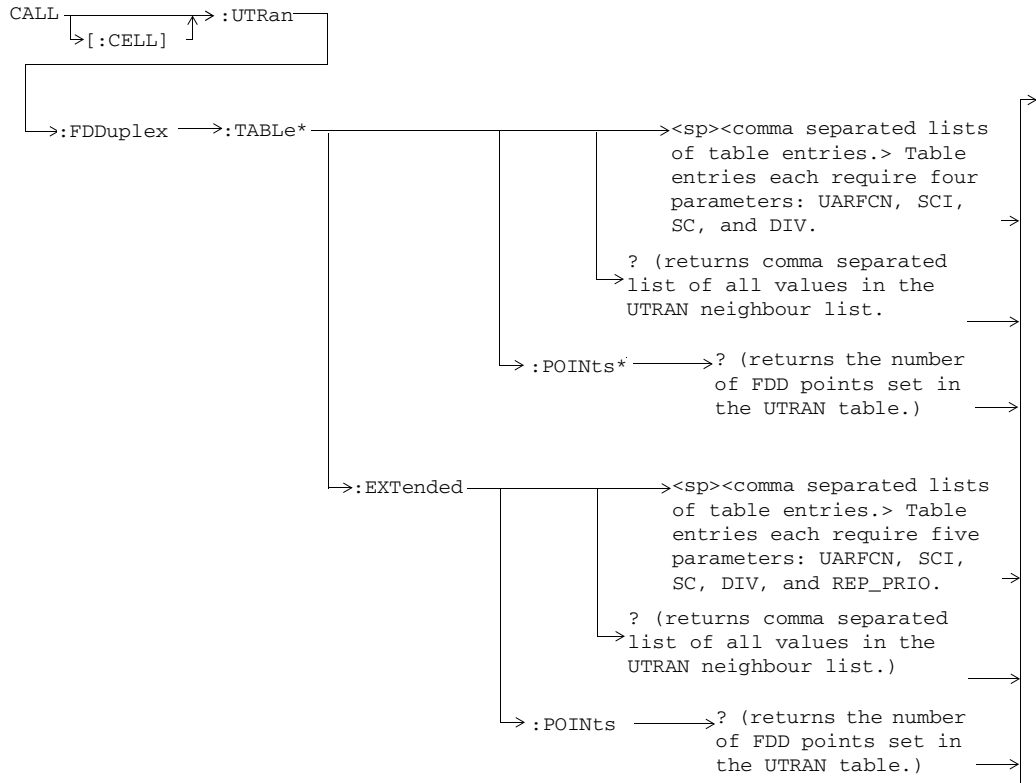 CALL :UTRan
[:CELL]
:FDDuplex :TABLe*
<sp><comma separated lists
of table entries.> Table
entries each require four
parameters: UARFCN, SCI,
SC, and DIV.
? (returns comma separated
list of all values in the
UTRAN neighbour list.
:POINts* ? (returns the number
of FDD points set in
the UTRAN table.)
:EXTended
<sp><comma separated lists
of table entries.> Table
entries each require five
parameters: UARFCN, SCI,
SC, DIV, and REP_PRIO.
? (returns comma separated
list of all values in the
UTRAN neighbour list.)
:POINts ? (returns the number
of FDD points set in
the UTRAN table.)